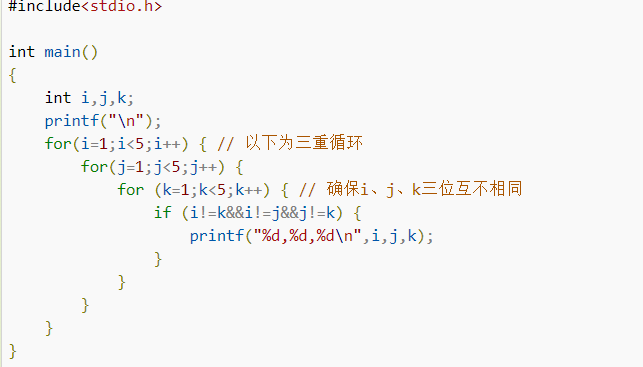 #include<stdio.h>
int main()
{
    int i,j,k;
    printf("\n");
    for(i=1;i<5;i++) { // 以下为三重循环
        for(j=1;j<5;j++) {
            for (k=1;k<5;k++) { // 确保i、j、k三位互不相同
                if (i!=k&&i!=j&&j!=k) {
                    printf("%d,%d,%d\n",i,j,k);
                }
            }
        }
    }
}